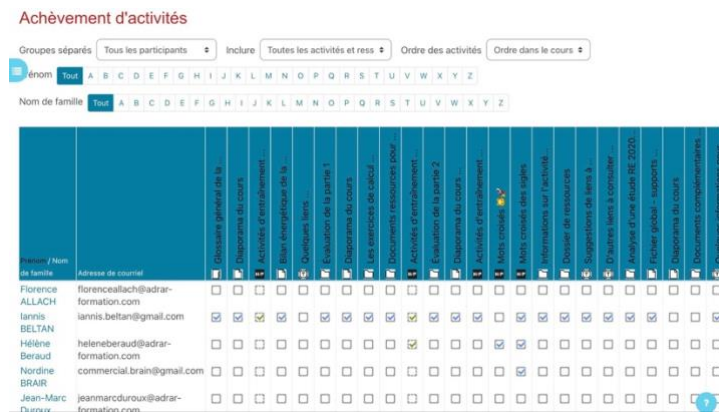 Achèvement d'activités
Groupes séparés Tous les participants Inclure Toutes les activités et ress Ordre des activités Ordre dans le cours
énom Tout A B C D E F G H I J K L M N O P Q R S T U V W X Y Z
Nom de famille Tout A B C D E F G H I J K L M N O P Q R S T U V W X Y Z
Prénom / Nom de famille
Adresse de courriel
Glossaire général de la ...
Diaporama du cours
Activités d'entraînement ...
Bilan énergétique de la ...
Quelques liens ...
Évaluation de la partie 1
Diaporama du cours ...
Les exercices de calcul ...
Documents ressources pour ...
Activités d'entraînement ...
Évaluation de la partie 2
Diaporama du cours ...
Activités d'entraînement ...
Mots croisés
Mots croisés des sigles
Informations sur l'activité...
Dossier de ressources
Suggestions de liens à ...
D'autres liens à consulter ...
Analyse d'une étude RE 2020...
Fichier global - supports ...
Diaporama du cours
Documents complémentaires ...
Florence florenceallach@adrar-
ALLACH formation.com
Iannis iannis.beltan@gmail.com
BELTAN
Hélène heleneberaud@adrar-
Beraud formation.com
Nordine commercial.brain@gmail.com
BRAIR
Jean-Marc jeanmarcduroux@adrar-
Duroux formation.com
?